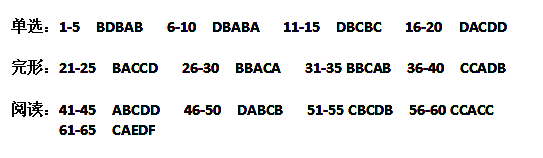 单选：1-5 BDBAB 6-10 DBABA 11-15 DBCBC 16-20 DACDD
完形：21-25 BACCD 26-30 BBACA 31-35 BBCAB 36-40 CCADB
阅读：41-45 ABCDD 46-50 DABCB 51-55 CBCDB 56-60 CCACC
61-65 CAEDF